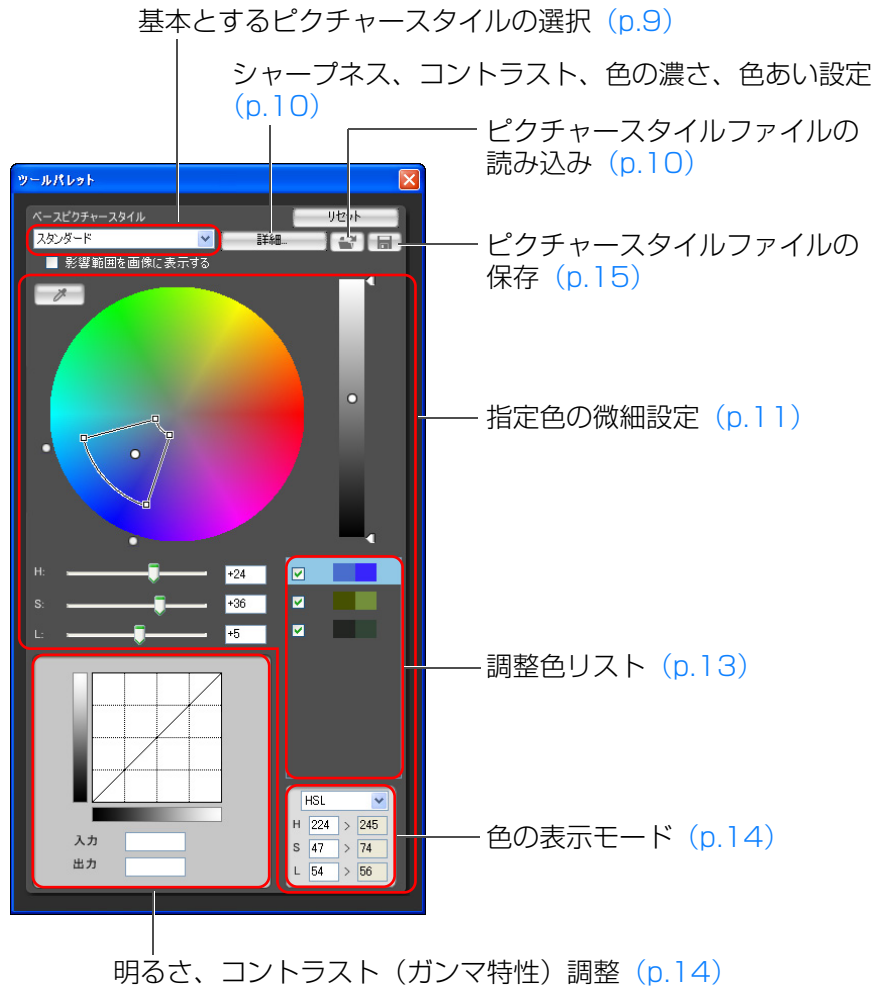 基本とするピクチャースタイルの選択（p.9）
シャープネス、コントラスト、色の濃さ、色あい設定
（p.10）
ピクチャースタイルファイルの
読み込み（p.10）
ツールパレット
ベースピクチャースタイル
リセット
スタンダード
詳細...
ピクチャースタイルファイルの
保存（p.15）
影響範囲を画像に表示する
指定色の微細設定（p.11）
H: +24
S: +36
L: +5
調整色リスト（p.13）
HSL
H 224 > 245
S 47 > 74
L 54 > 56
色の表示モード（p.14）
入力
出力
明るさ、コントラスト（ガンマ特性）調整（p.14）